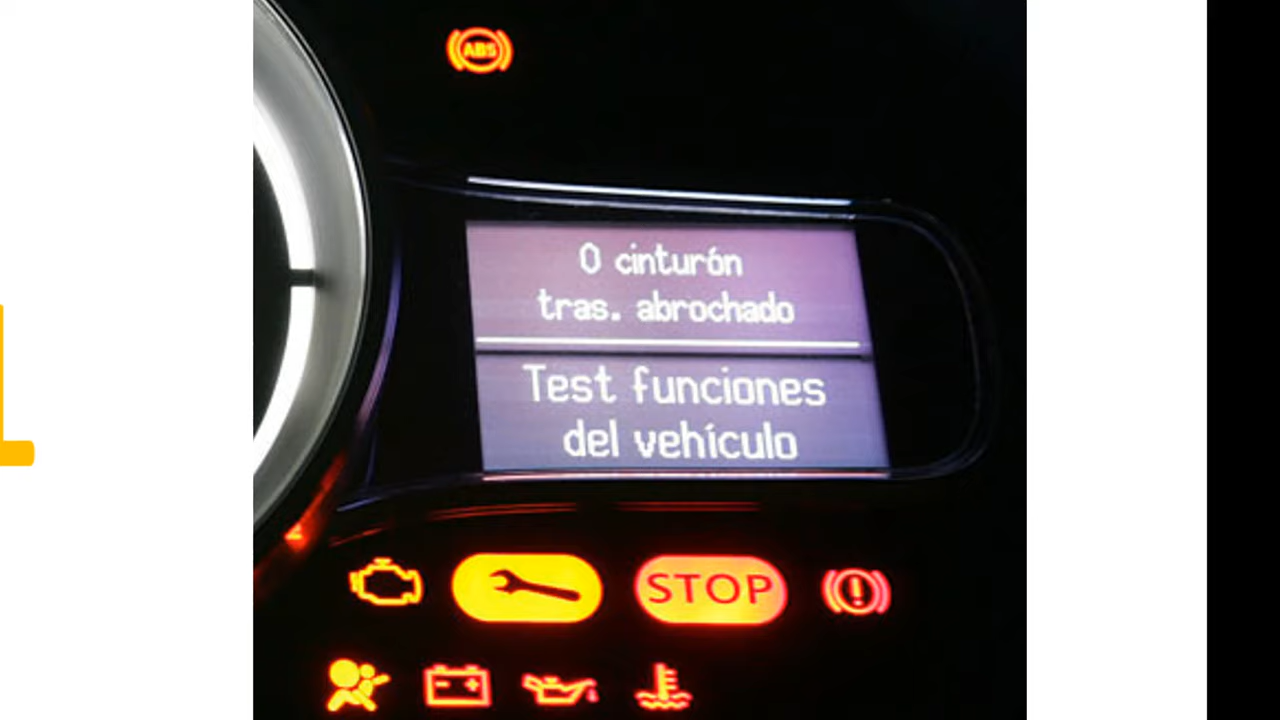 ABS
0 cinturón
tras. abrochado
Test funciones
del vehículo
STOP